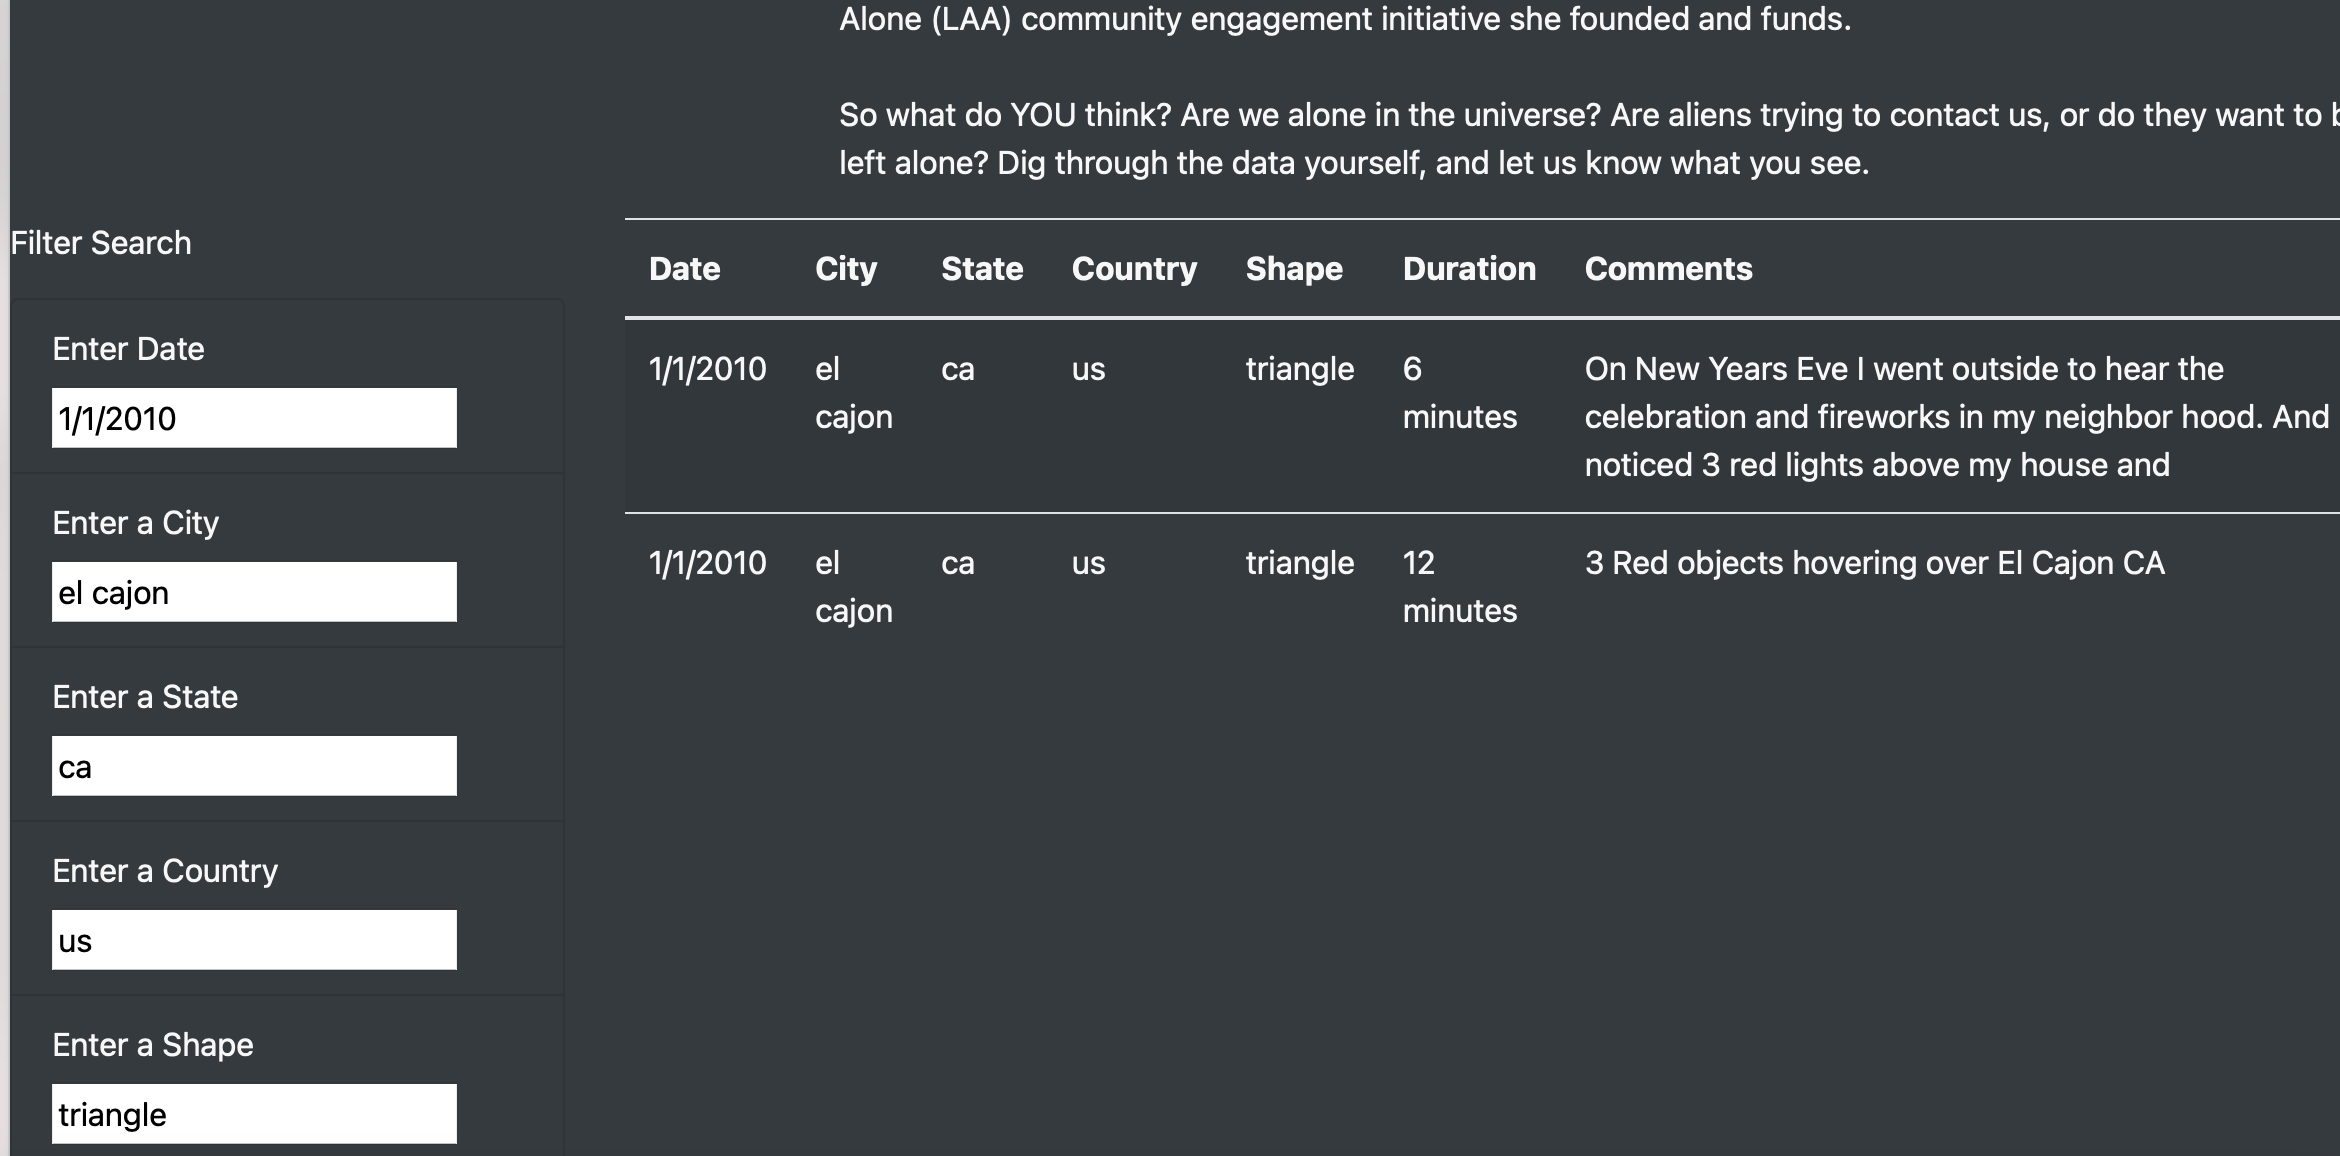 Alone (LAA) community engagement initiative she founded and funds.
So what do YOU think? Are we alone in the universe? Are aliens trying to contact us, or do they want to
left alone? Dig through the data yourself, and let us know what you see.
Filter Search
Enter Date
1/1/2010
Enter a City
el cajon
Enter a State
ca
Enter a Country
us
Enter a Shape
triangle
Date City State Country Shape Duration Comments
1/1/2010 el ca us triangle 6 On New Years Eve I went outside to hear the
cajon minutes celebration and fireworks in my neighbor hood. And
noticed 3 red lights above my house and
1/1/2010 el ca us triangle 12 3 Red objects hovering over El Cajon CA
cajon minutes